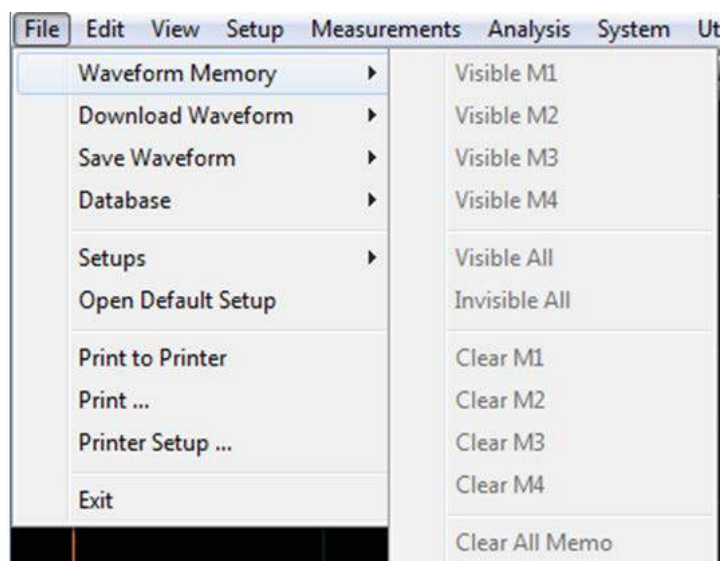 File Edit View Setup Measurements Analysis System Ut
Waveform Memory
Download Waveform
Save Waveform
Database
Setups
Open Default Setup
Print to Printer
Print ...
Printer Setup ...
Exit
Visible M1
Visible M2
Visible M3
Visible M4
Visible All
Invisible All
Clear M1
Clear M2
Clear M3
Clear M4
Clear All Memo